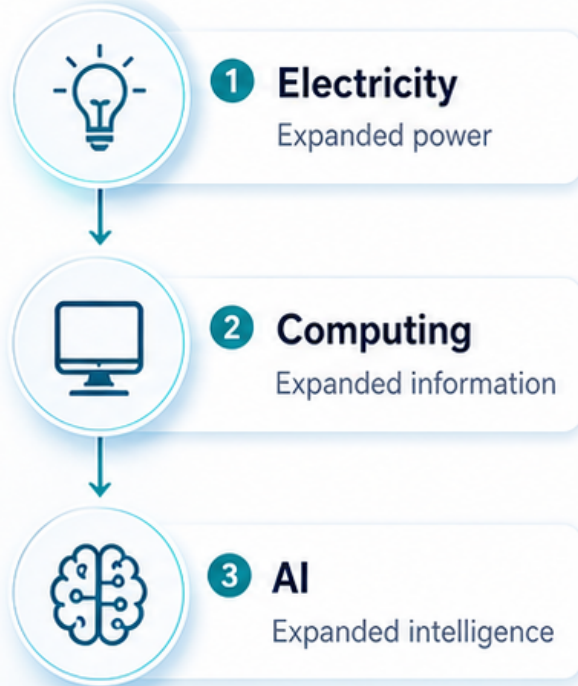 1 Electricity
Expanded power
2 Computing
Expanded information
3 AI
Expanded intelligence